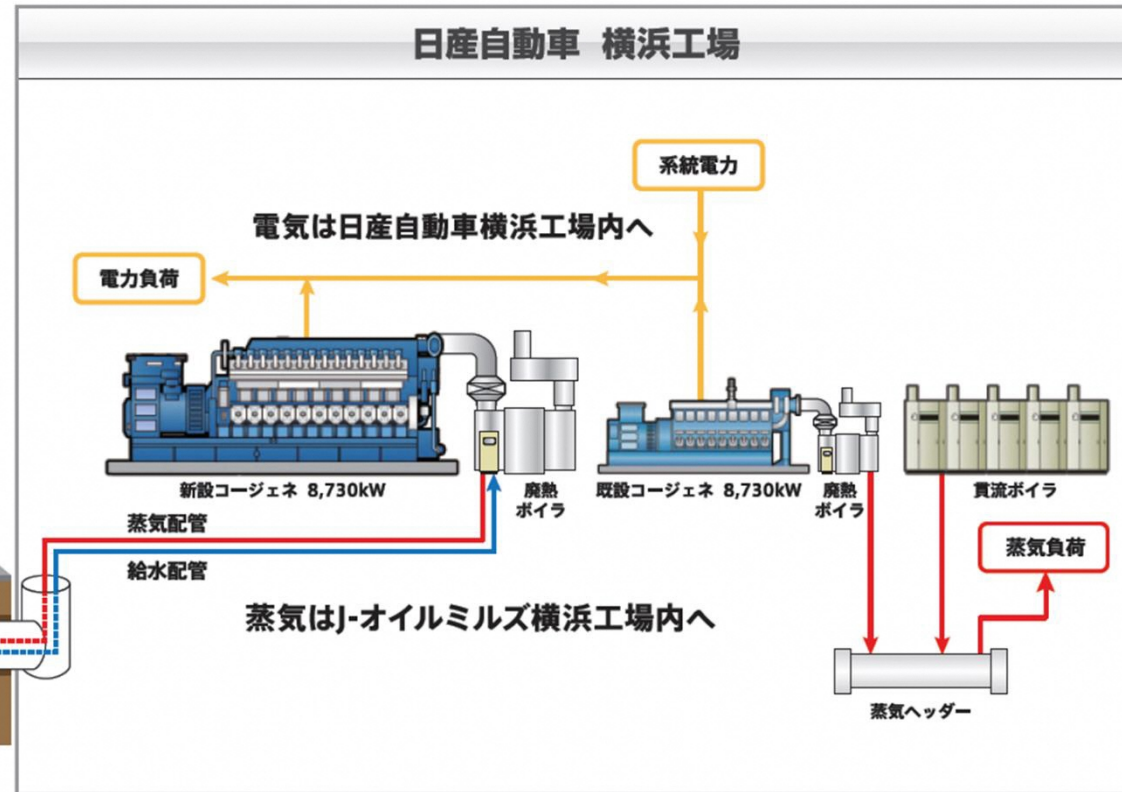 日産自動車 横浜工場
系統電力
電気は日産自動車横浜工場内へ
電力負荷
新設コージェネ 8,730kW
廃熱
ボイラ
既設コージェネ 8,730kW
廃熱
ボイラ
貫流ボイラ
蒸気配管
給水配管
蒸気負荷
蒸気はJ-オイルミルズ横浜工場内へ
蒸気ヘッダー